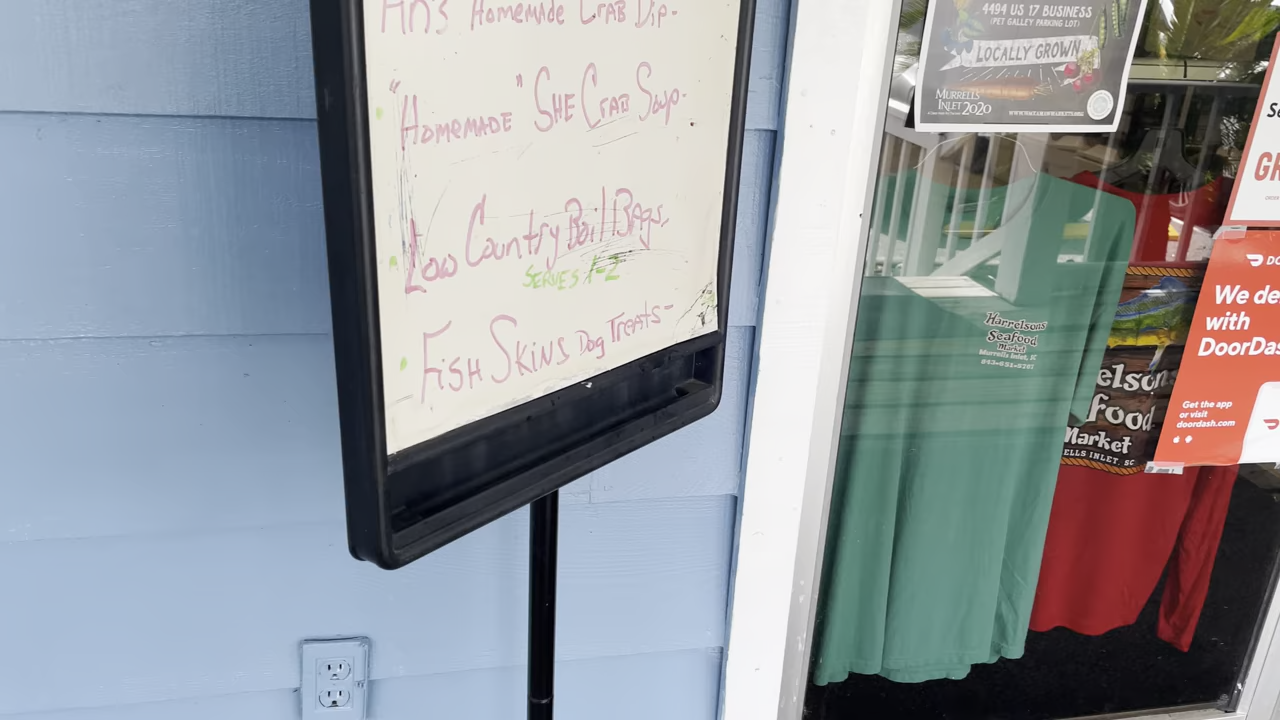 Homemade Crab Dip-
"Homemade" She Crab Soup-
Low Country Boil Bags-
Serves 1-2
Fish Skins Dog Treats-
4494 US 17 BUSINESS
(PET GALLEY PARKING LOT)
LOCALLY GROWN
MURRELLS
INLET 2020
Harrelsons
Seafood
Market
Murrells Inlet, SC
elson
food
Market
ELLS INLET, SC
GR
We de
with
DoorDas
Get the app
or visit
doordash.com